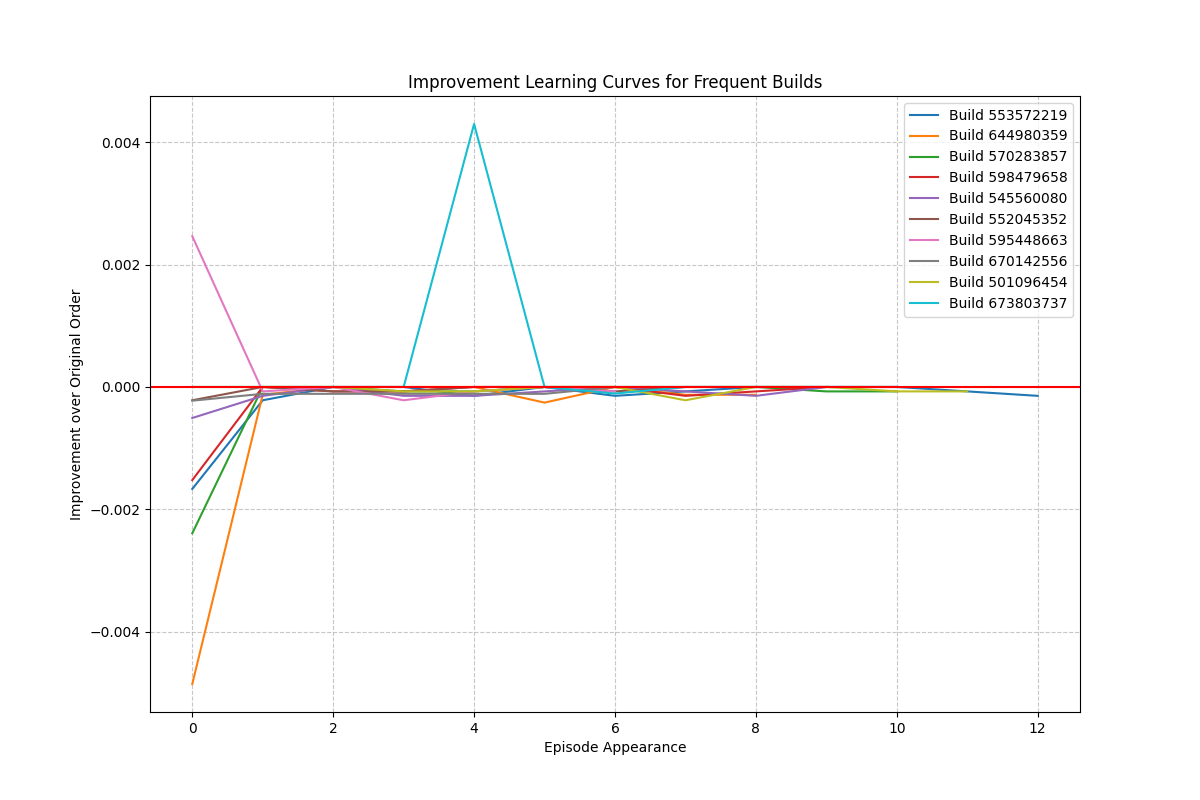 Improvement Learning Curves for Frequent Builds
Build 553572219
Build 644980359
Build 570283857
Build 598479658
Build 545560080
Build 552045352
Build 595448663
Build 670142556
Build 501096454
Build 673803737
Improvement over Original Order
0.004
0.002
0.000
−0.002
−0.004
0 2 4 6 8 10 12
Episode Appearance